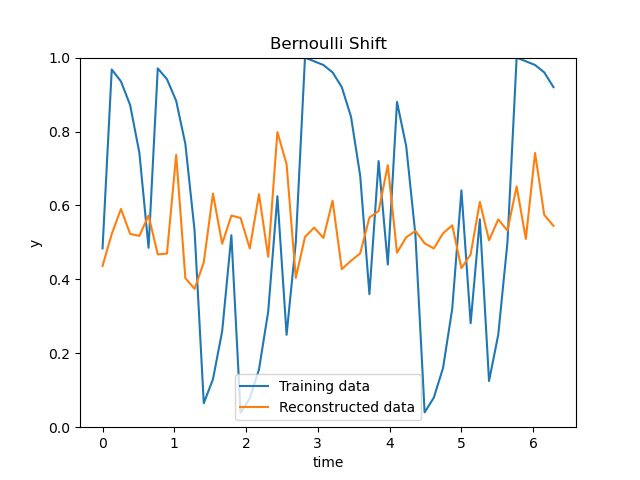 Bernoulli Shift
1.0
0.8
0.6
y
0.4
0.2
0.0
Training data
Reconstructed data
0 1 2 3 4 5 6
time